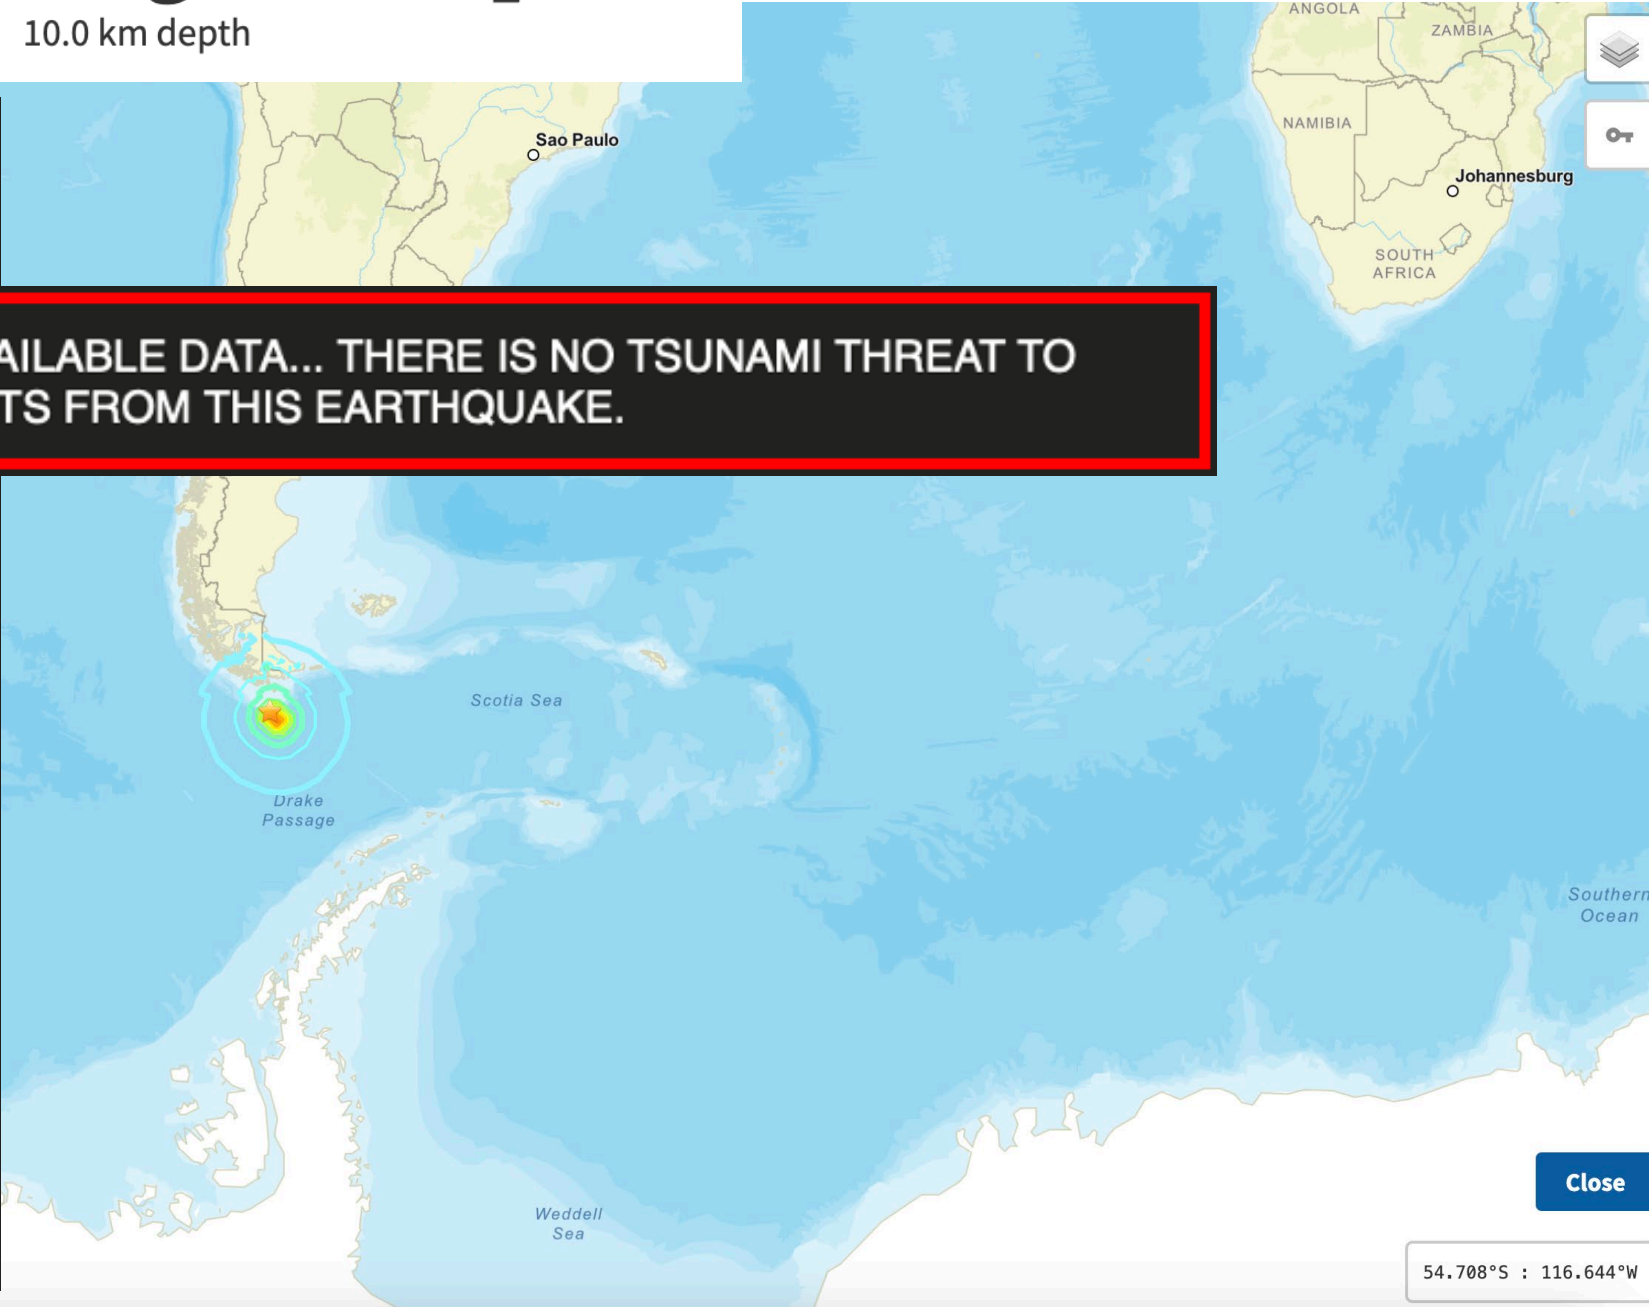 10.0 km depth
ANGOLA
ZAMBIA
Sao Paulo
NAMIBIA
Johannesburg
SOUTH
AFRICA
AILABLE DATA... THERE IS NO TSUNAMI THREAT TO
TS FROM THIS EARTHQUAKE.
Scotia Sea
Drake
Passage
Southern
Ocean
Close
Weddell
Sea
54.708°S : 116.644°W